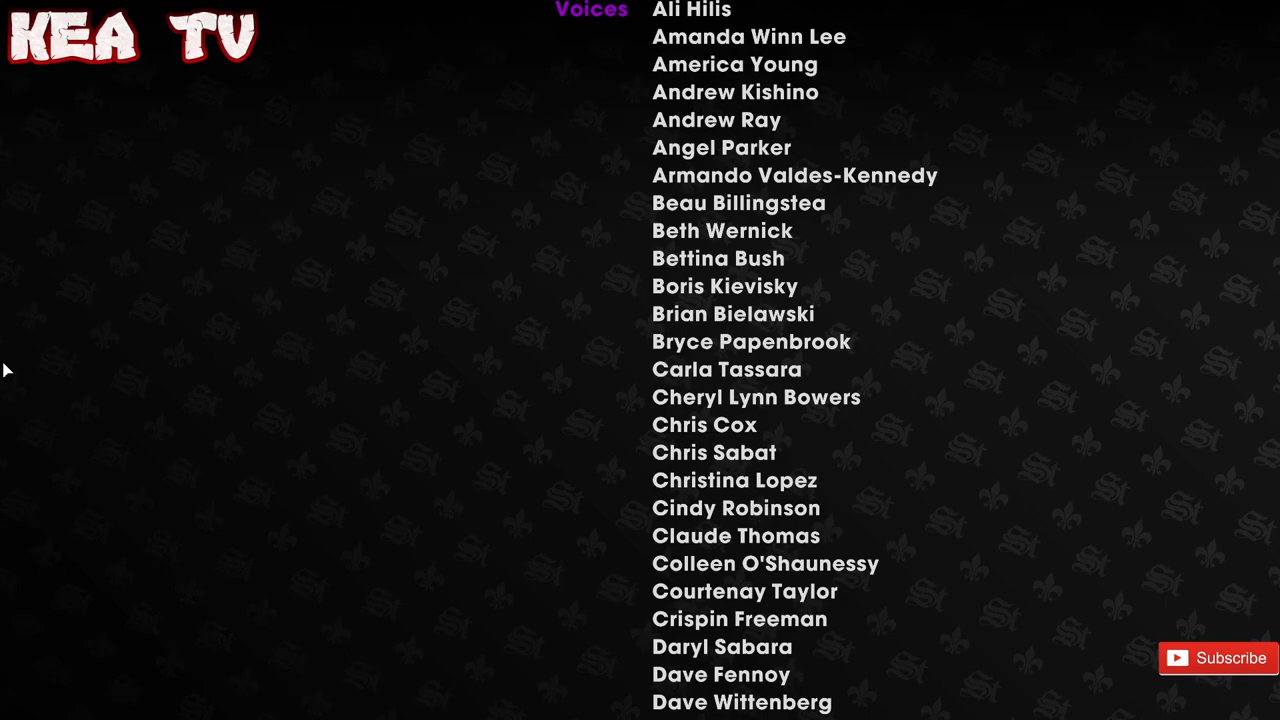 KEA TV
Voices Ali Hilis
Amanda Winn Lee
America Young
Andrew Kishino
Andrew Ray
Angel Parker
Armando Valdes-Kennedy
Beau Billingstea
Beth Wernick
Bettina Bush
Boris Kievisky
Brian Bielawski
Bryce Papenbrook
Carla Tassara
Cheryl Lynn Bowers
Chris Cox
Chris Sabat
Christina Lopez
Cindy Robinson
Claude Thomas
Colleen O'Shaunessy
Courtenay Taylor
Crispin Freeman
Daryl Sabara
Dave Fennoy
Dave Wittenberg
Subscribe